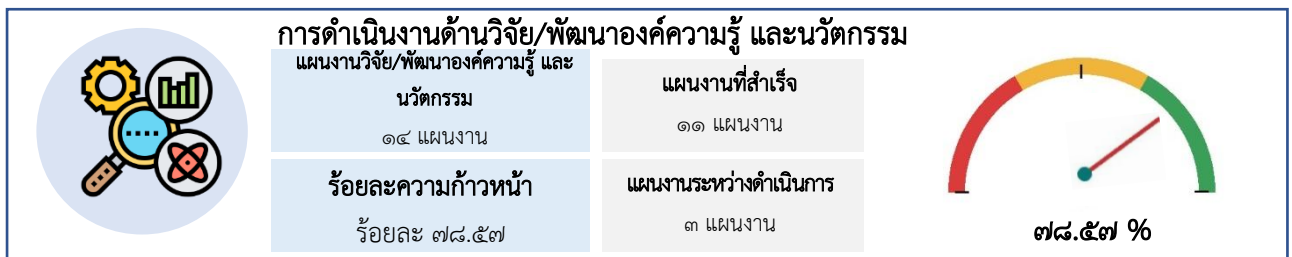 การดำเนินงานด้านวิจัย/พัฒนาองค์ความรู้ และนวัตกรรม
แผนงานวิจัย/พัฒนาองค์ความรู้ และ
นวัตกรรม
๑๔ แผนงาน
แผนงานที่สำเร็จ
๑๑ แผนงาน
ร้อยละความก้าวหน้า
ร้อยละ ๗๘.๕๗
แผนงานระหว่างดำเนินการ
๓ แผนงาน
๗๘.๕๗ %